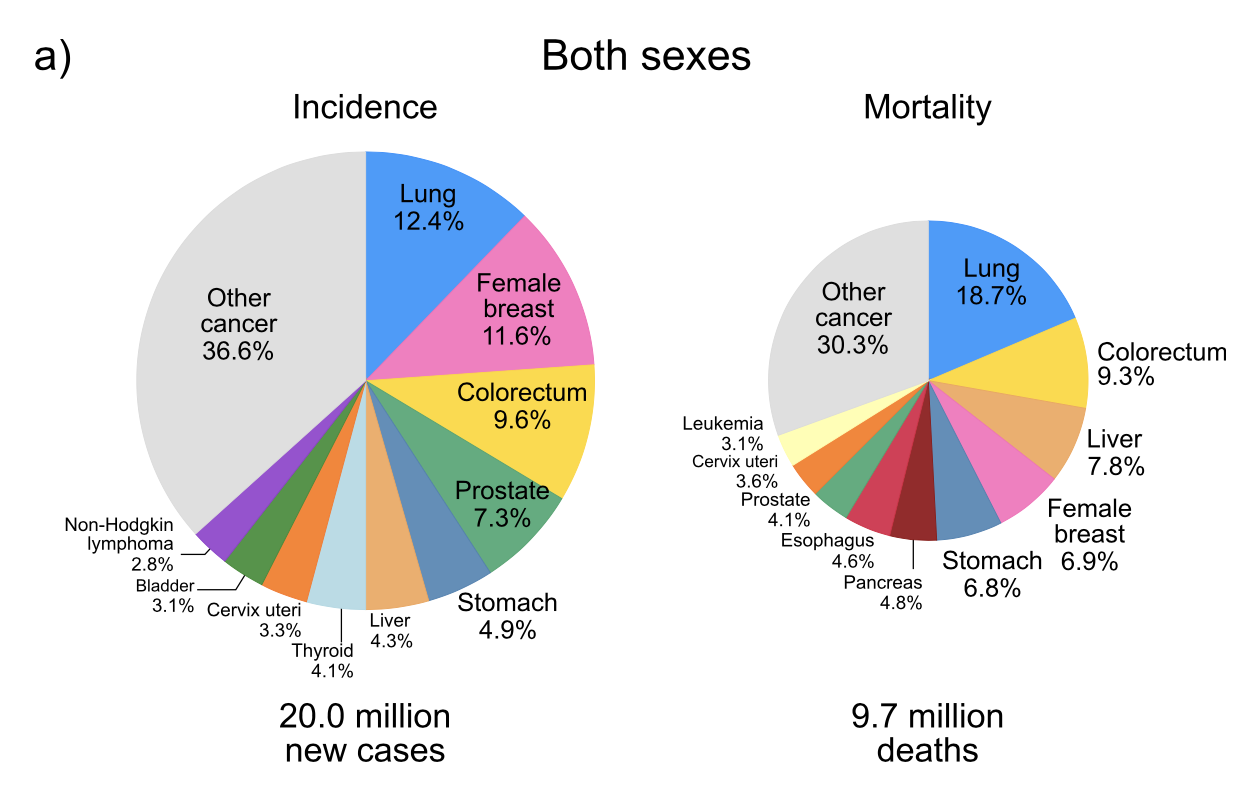 a)
Both sexes
Incidence
Lung
12.4%
Female
breast
11.6%
Colorectum
9.6%
Prostate
7.3%
Stomach
4.9%
Liver
4.3%
Thyroid
4.1%
Cervix uteri
3.3%
Bladder
3.1%
Non-Hodgkin
lymphoma
2.8%
Other
cancer
36.6%
20.0 million
new cases
Mortality
Lung
18.7%
Colorectum
9.3%
Liver
7.8%
Female
breast
6.9%
Stomach
6.8%
Pancreas
4.8%
Esophagus
4.6%
Prostate
4.1%
Cervix uteri
3.6%
Leukemia
3.1%
Other
cancer
30.3%
9.7 million
deaths